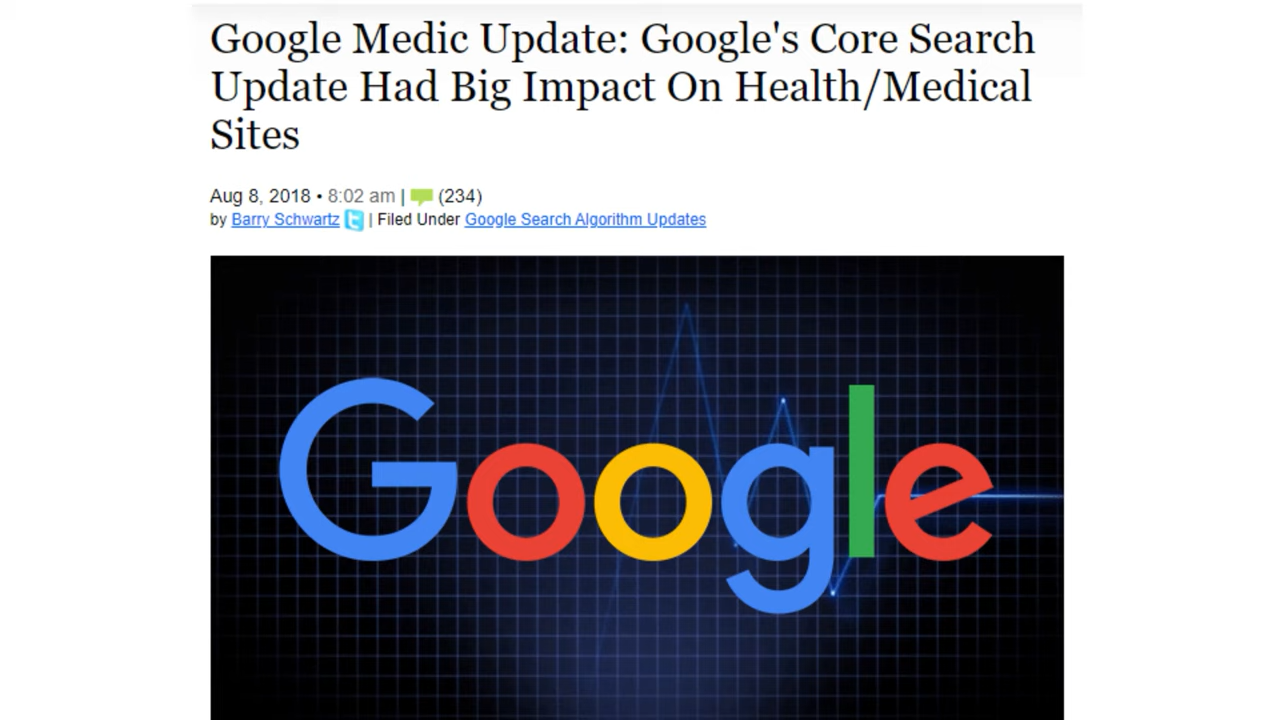 Google Medic Update: Google's Core Search
Update Had Big Impact On Health/Medical
Sites
Aug 8, 2018 • 8:02 am | (234)
by Barry Schwartz | Filed Under Google Search Algorithm Updates
Google